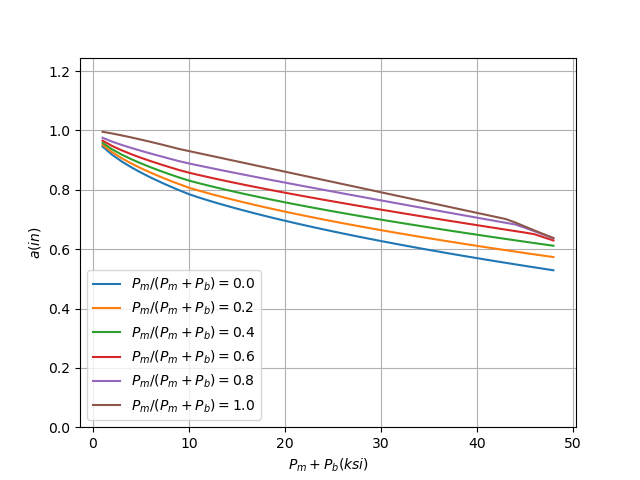 1.2
1.0
0.8
0.6
0.4
0.2
0.0
a(in)
P_m/(P_m + P_b) = 0.0
P_m/(P_m + P_b) = 0.2
P_m/(P_m + P_b) = 0.4
P_m/(P_m + P_b) = 0.6
P_m/(P_m + P_b) = 0.8
P_m/(P_m + P_b) = 1.0
0 10 20 30 40 50
P_m + P_b(ksi)